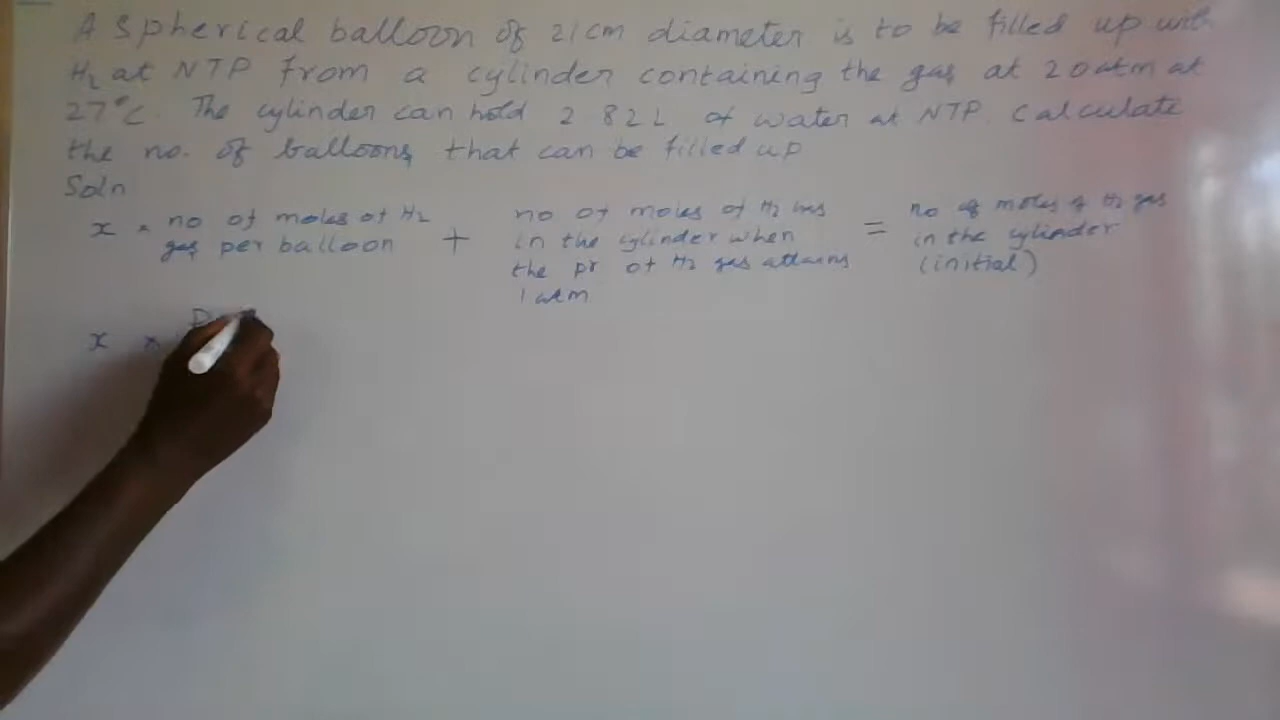 A spherical balloon of 21cm diameter is to be filled up with
H2 at NTP from a cylinder containing the gas at 20atm at
27°C. The cylinder can hold 2.82L of water at NTP. Calculate
the no. of balloons that can be filled up
Soln
x × no of moles of H2 gas per balloon + no of moles of H2 gas in the cylinder when the pr of H2 gas attains 1 atm = no of moles of H2 gas in the cylinder (initial)
x × P